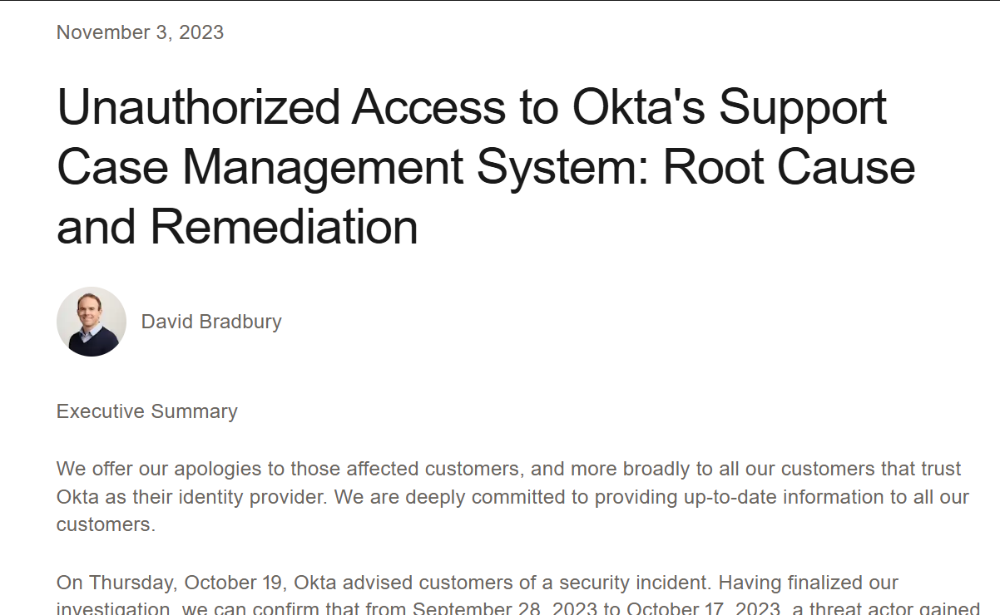 November 3, 2023
Unauthorized Access to Okta's Support
Case Management System: Root Cause
and Remediation
David Bradbury
Executive Summary
We offer our apologies to those affected customers, and more broadly to all our customers that trust
Okta as their identity provider. We are deeply committed to providing up-to-date information to all our
customers.
On Thursday, October 19, Okta advised customers of a security incident. Having finalized our
investigation, we can confirm that from September 28, 2023 to October 17, 2023, a threat actor gained